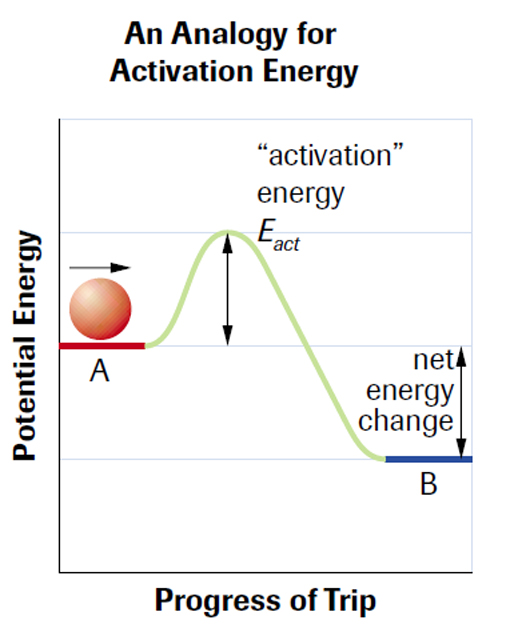 An Analogy for
Activation Energy
“activation”
energy
Eact
Potential Energy
A
net
energy
change
B
Progress of Trip